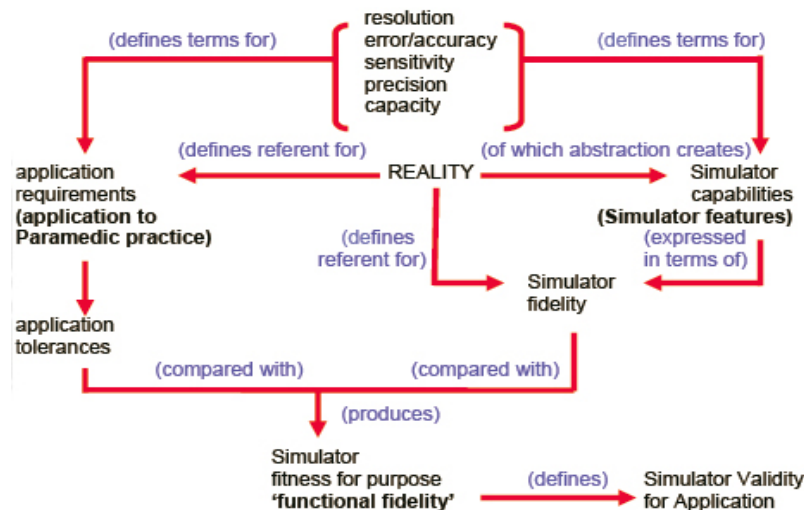 resolution
(defines terms for)
error/accuracy
(defines terms for)
sensitivity
precision
capacity
(defines referent for)
(of which abstraction creates)
application
requirements
(application to
Paramedic practice)
REALITY
Simulator
capabilities
(Simulator features)
(defines
referent for)
(expressed
in terms of)
Simulator
fidelity
application
tolerances
(compared with)
(compared with)
(produces)
Simulator
fitness for purpose
‘functional fidelity’
(defines)
Simulator Validity
for Application